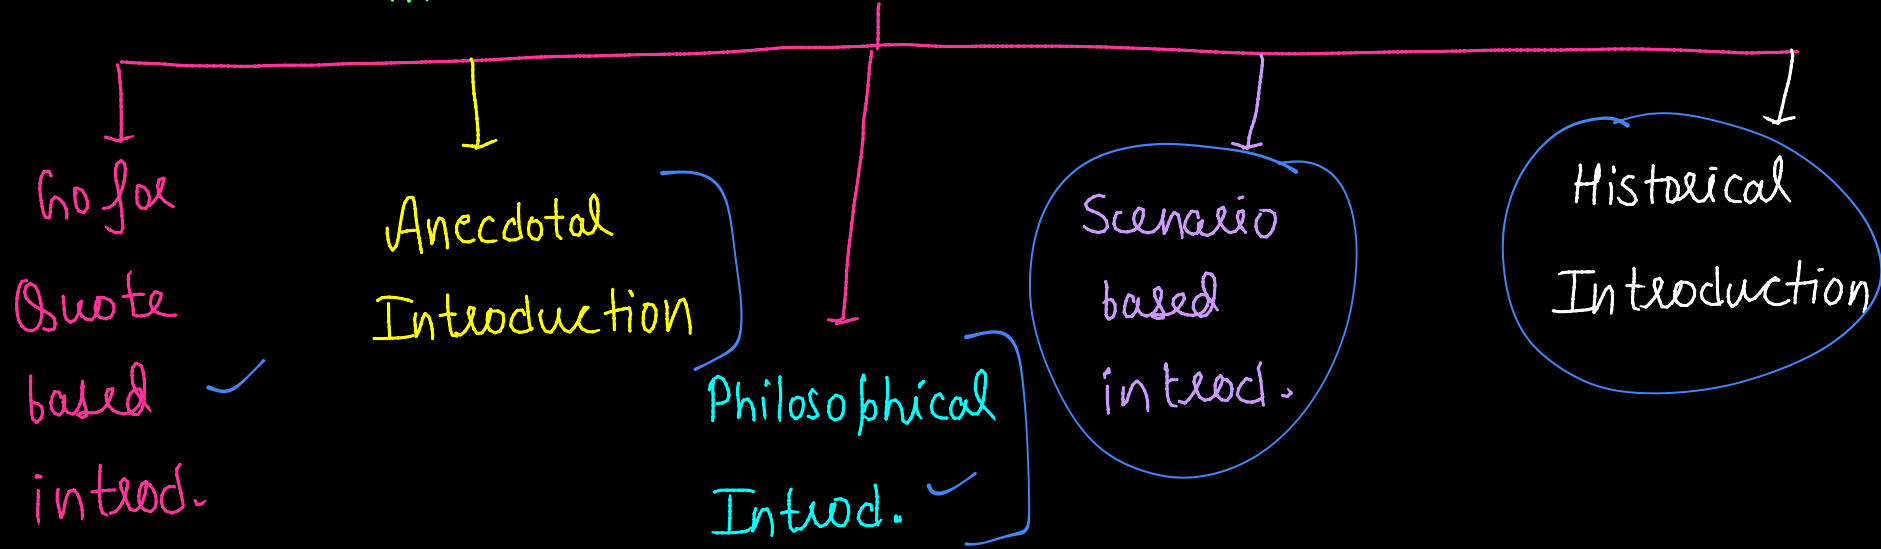 Go for
Quote
based
introd.
Anecdotal
Introduction
Philosophical
Introd.
Scenario
based
introd.
Historical
Introduction